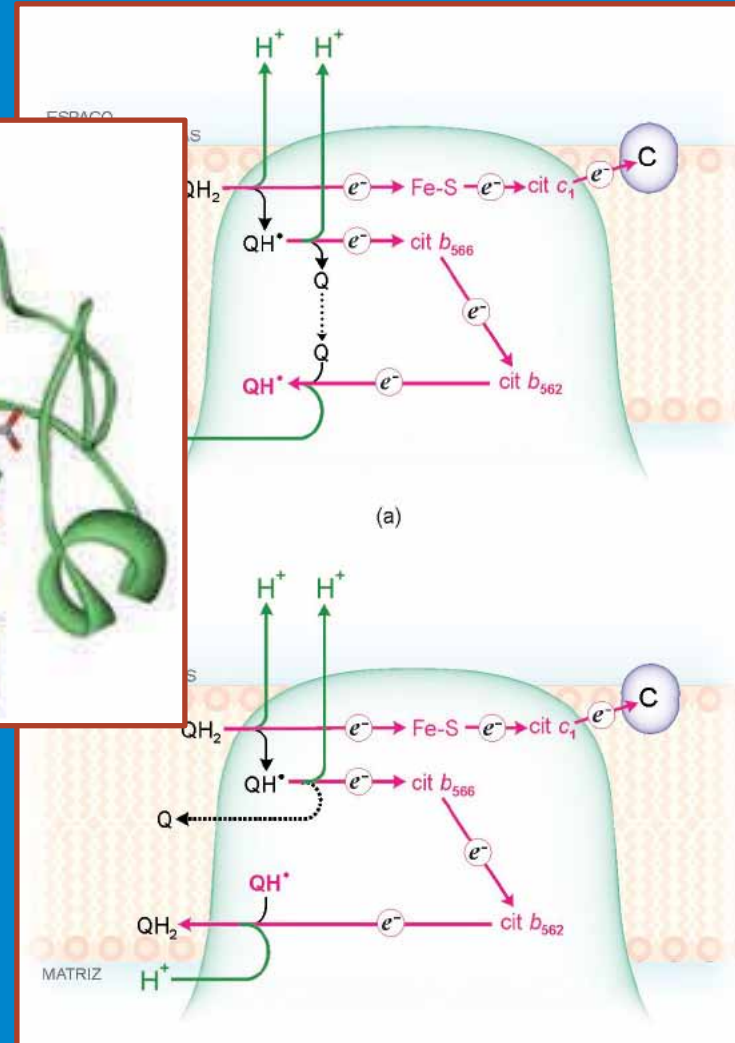 H⁺ H⁺
QH₂ e⁻ Fe-S e⁻ cit c₁ e⁻ C
QH• e⁻ cit b₅₆₆
Q
e⁻
Q
QH• e⁻ cit b₅₆₂
(a)
H⁺ H⁺
QH₂ e⁻ Fe-S e⁻ cit c₁ e⁻ C
QH• e⁻ cit b₅₆₆
Q
e⁻
QH•
QH₂ e⁻ cit b₅₆₂
MATRIZ H⁺